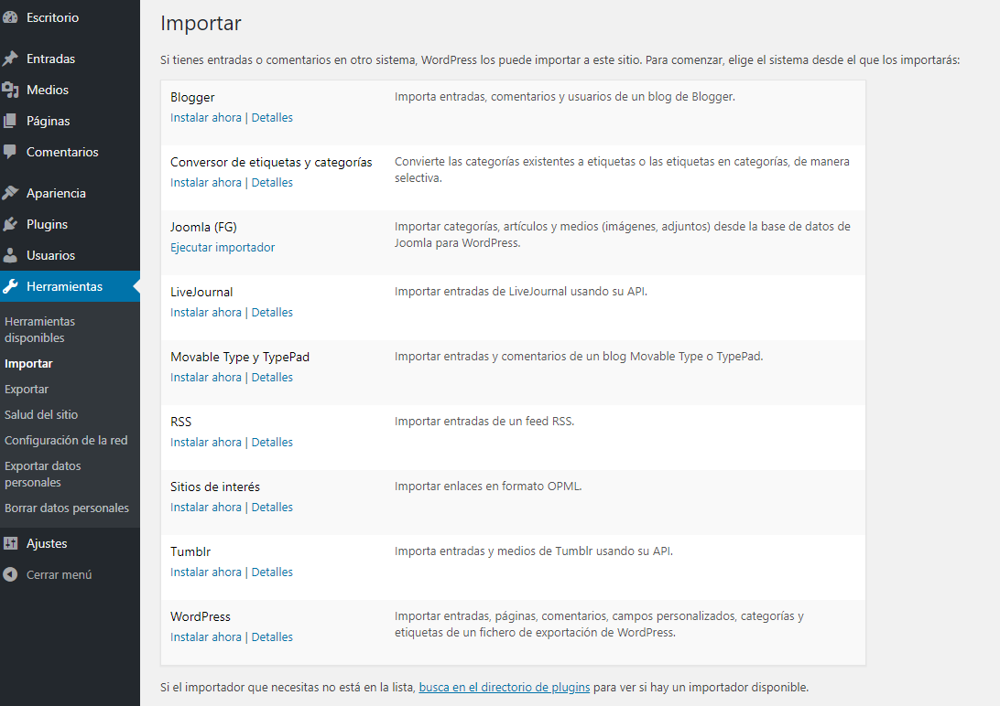 Escritorio
Entradas
Medios
Páginas
Comentarios
Apariencia
Plugins
Usuarios
Herramientas
Herramientas
disponibles
Importar
Exportar
Salud del sitio
Configuración de la red
Exportar datos
personales
Borrar datos personales
Ajustes
Cerrar menú
Importar
Si tienes entradas o comentarios en otro sistema, WordPress los puede importar a este sitio. Para comenzar, elige el sistema desde el que los importarás:
Blogger
Instalar ahora | Detalles
Importa entradas, comentarios y usuarios de un blog de Blogger.
Conversor de etiquetas y categorías
Instalar ahora | Detalles
Convierte las categorías existentes a etiquetas o las etiquetas en categorías, de manera
selectiva.
Joomla (FG)
Ejecutar importador
Importar categorías, artículos y medios (imágenes, adjuntos) desde la base de datos de
Joomla para WordPress.
LiveJournal
Instalar ahora | Detalles
Importar entradas de LiveJournal usando su API.
Movable Type y TypePad
Instalar ahora | Detalles
Importar entradas y comentarios de un blog Movable Type o TypePad.
RSS
Instalar ahora | Detalles
Importar entradas de un feed RSS.
Sitios de interés
Instalar ahora | Detalles
Importar enlaces en formato OPML.
Tumblr
Instalar ahora | Detalles
Importa entradas y medios de Tumblr usando su API.
WordPress
Instalar ahora | Detalles
Importar entradas, páginas, comentarios, campos personalizados, categorías y
etiquetas de un fichero de exportación de WordPress.
Si el importador que necesitas no está en la lista, busca en el directorio de plugins para ver si hay un importador disponible.